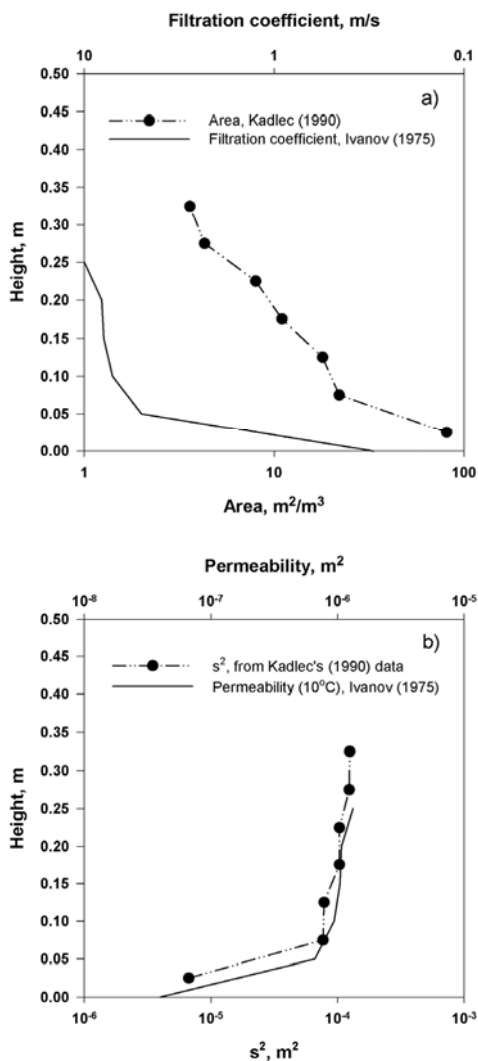 Filtration coefficient, m/s
10 1 0.1
0.50
a)
Area, Kadlec (1990)
0.45
Filtration coefficient, Ivanov (1975)
0.40
0.35
0.30
Height, m
0.25
0.20
0.15
0.10
0.05
0.00
1 10 100
Area, m²/m³
Permeability, m²
10⁻⁸ 10⁻⁷ 10⁻⁶ 10⁻⁵
0.50
b)
s², from Kadlec's (1990) data
0.45
Permeability (10°C), Ivanov (1975)
0.40
0.35
0.30
Height, m
0.25
0.20
0.15
0.10
0.05
0.00
10⁻⁶ 10⁻⁵ 10⁻⁴ 10⁻³
s², m²